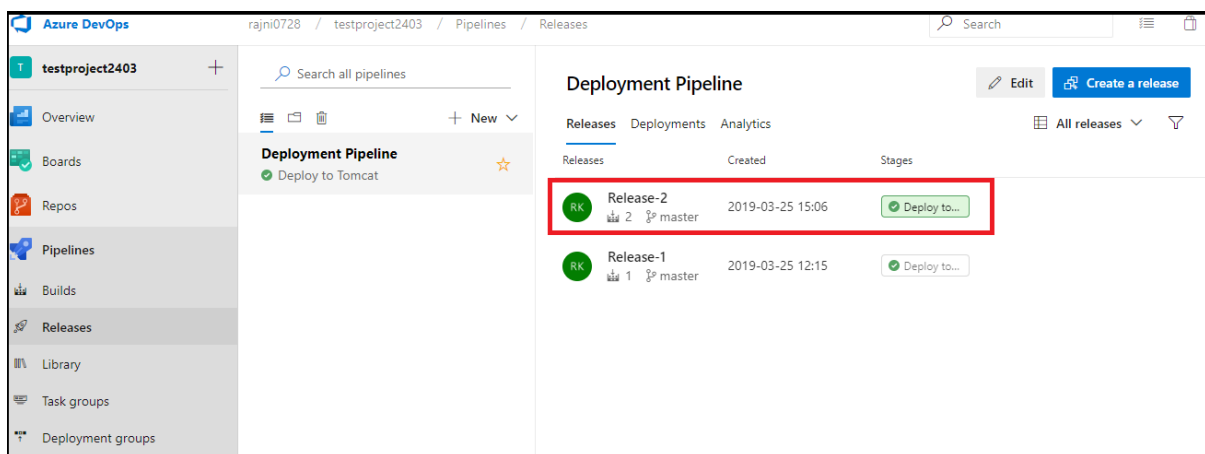 Azure DevOps
rajni0728 / testproject2403 / Pipelines / Releases
Search
T testproject2403
Overview
Boards
Repos
Pipelines
Builds
Releases
Library
Task groups
Deployment groups
Search all pipelines
+ New
Deployment Pipeline
Deploy to Tomcat
Deployment Pipeline
Edit
Create a release
Releases Deployments Analytics
All releases
Releases Created Stages
RK Release-2 2019-03-25 15:06 Deploy to...
2 master
RK Release-1 2019-03-25 12:15 Deploy to...
1 master